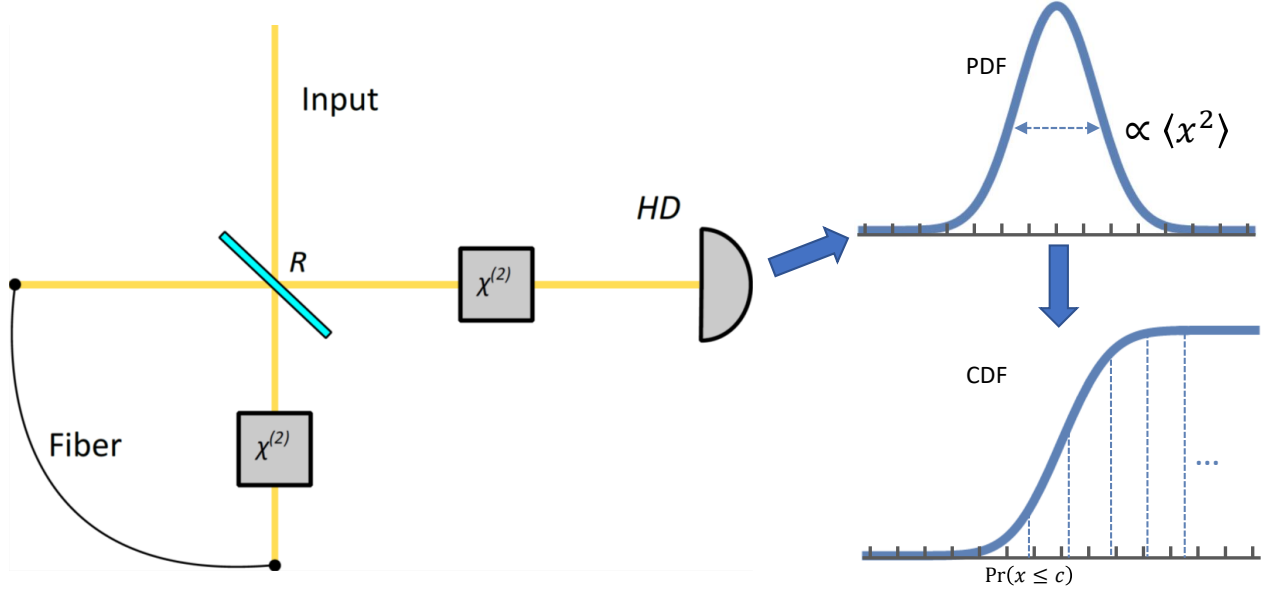 Input
R
χ⁽²⁾
HD
Fiber
χ⁽²⁾
PDF
∝ ⟨x²⟩
CDF
...
Pr(x ≤ c)